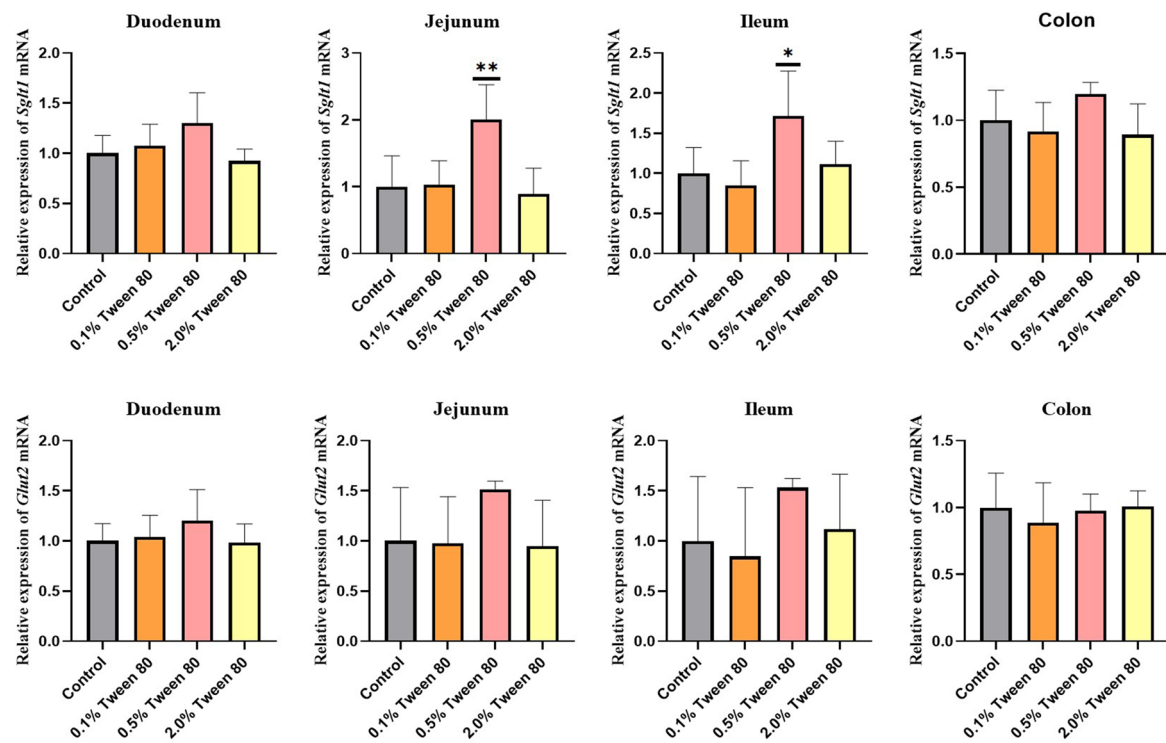 Duodenum
Relative expression of Sglt1 mRNA
2.0
1.5
1.0
0.5
0.0
Control
0.1% Tween 80
0.5% Tween 80
2.0% Tween 80
Jejunum
Relative expression of Sglt1 mRNA
3
2
1
0
**
Control
0.1% Tween 80
0.5% Tween 80
2.0% Tween 80
Ileum
Relative expression of Sglt1 mRNA
2.5
2.0
1.5
1.0
0.5
0.0
*
Control
0.1% Tween 80
0.5% Tween 80
2.0% Tween 80
Colon
Relative expression of Sglt1 mRNA
1.5
1.0
0.5
0.0
Control
0.1% Tween 80
0.5% Tween 80
2.0% Tween 80
Duodenum
Relative expression of Glut2 mRNA
2.0
1.5
1.0
0.5
0.0
Control
0.1% Tween 80
0.5% Tween 80
2.0% Tween 80
Jejunum
Relative expression of Glut2 mRNA
2.0
1.5
1.0
0.5
0.0
Control
0.1% Tween 80
0.5% Tween 80
2.0% Tween 80
Ileum
Relative expression of Glut2 mRNA
2.0
1.5
1.0
0.5
0.0
Control
0.1% Tween 80
0.5% Tween 80
2.0% Tween 80
Colon
Relative expression of Glut2 mRNA
1.5
1.0
0.5
0.0
Control
0.1% Tween 80
0.5% Tween 80
2.0% Tween 80